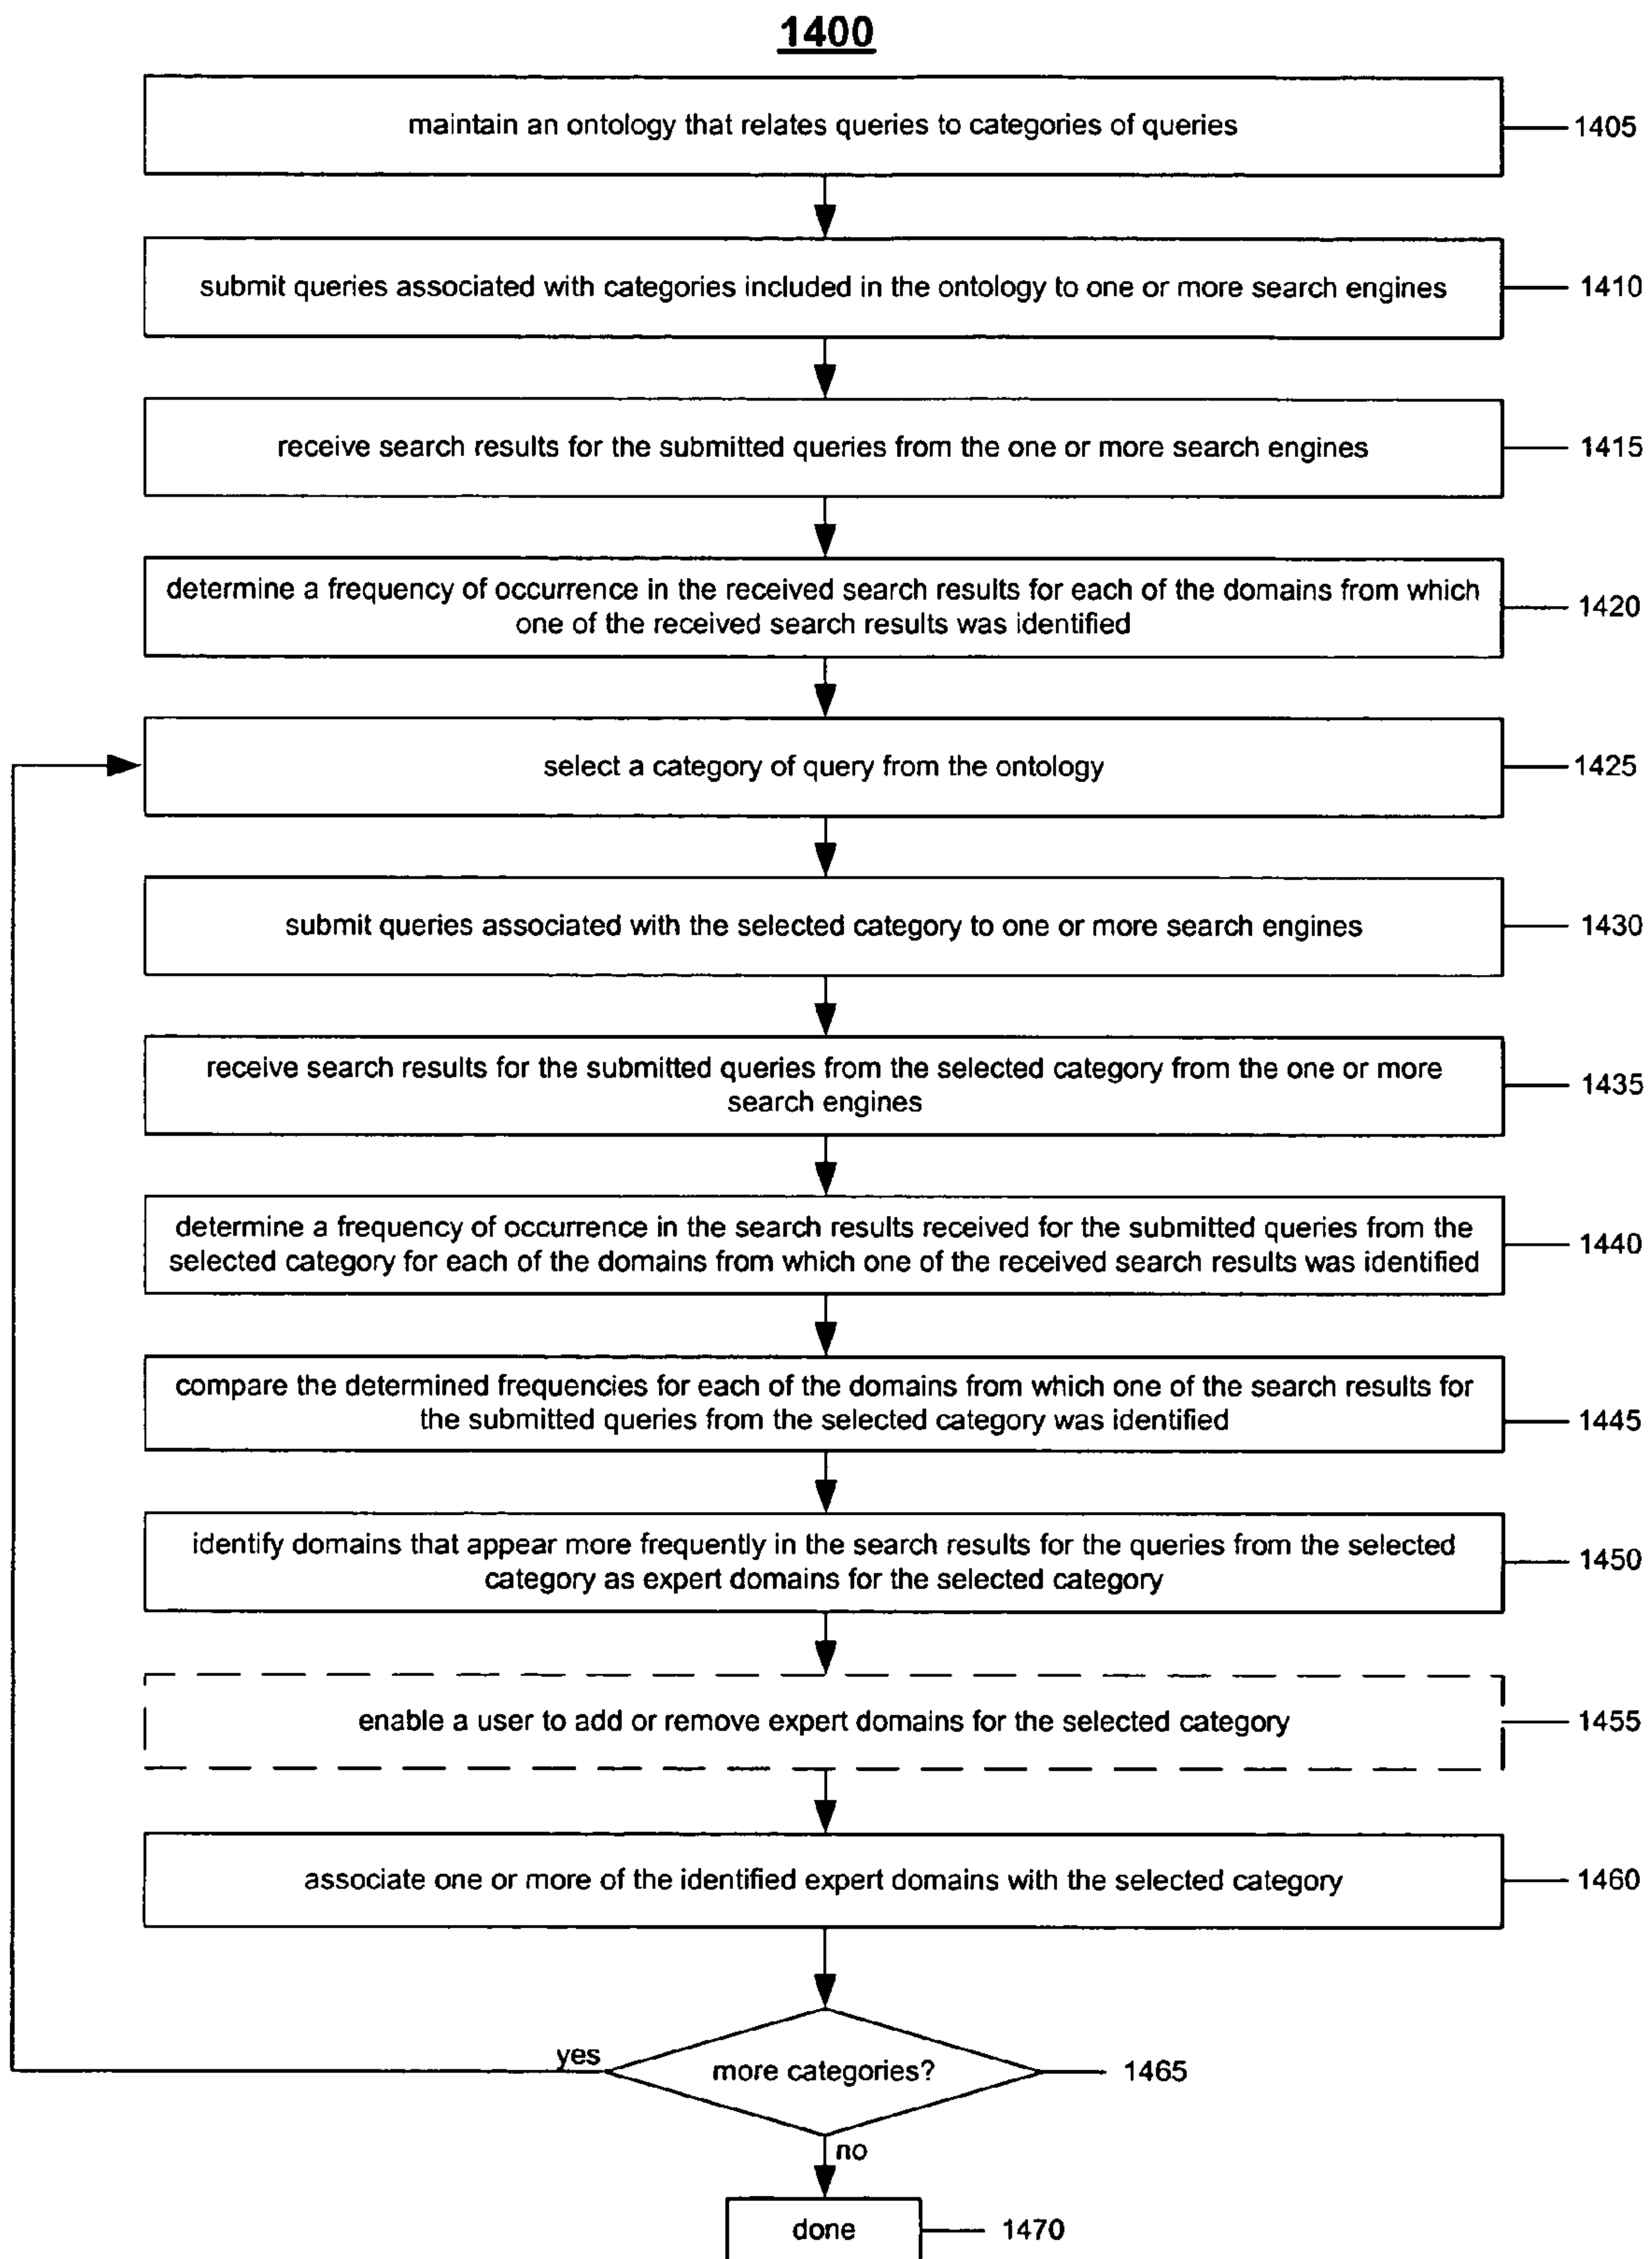 1400
maintain an ontology that relates queries to categories of queries
1405
submit queries associated with categories included in the ontology to one or more search engines
1410
receive search results for the submitted queries from the one or more search engines
1415
determine a frequency of occurrence in the received search results for each of the domains from which
one of the received search results was identified
1420
select a category of query from the ontology
1425
submit queries associated with the selected category to one or more search engines
1430
receive search results for the submitted queries from the selected category from the one or more
search engines
1435
determine a frequency of occurrence in the search results received for the submitted queries from the
selected category for each of the domains from which one of the received search results was identified
1440
compare the determined frequencies for each of the domains from which one of the search results for
the submitted queries from the selected category was identified
1445
identify domains that appear more frequently in the search results for the queries from the selected
category as expert domains for the selected category
1450
enable a user to add or remove expert domains for the selected category
1455
associate one or more of the identified expert domains with the selected category
1460
yes
more categories?
1465
no
done
1470